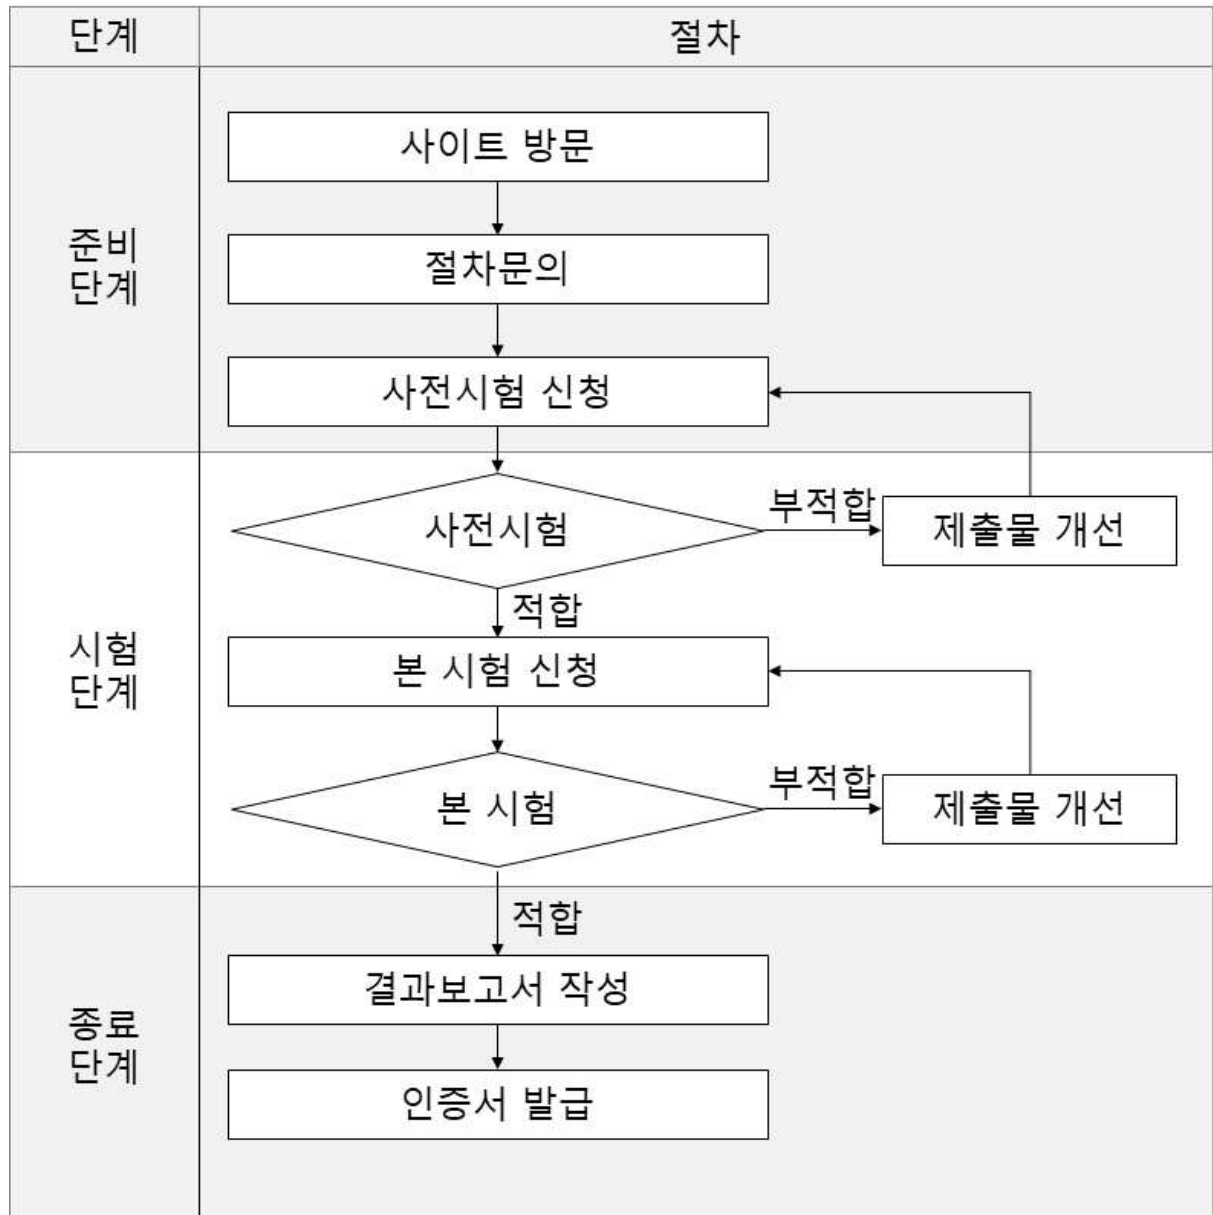 단계
절차
준비
단계
사이트 방문
절차문의
사전시험 신청
시험
단계
사전시험
부적합
제출물 개선
적합
본 시험 신청
본 시험
부적합
제출물 개선
종료
단계
적합
결과보고서 작성
인증서 발급